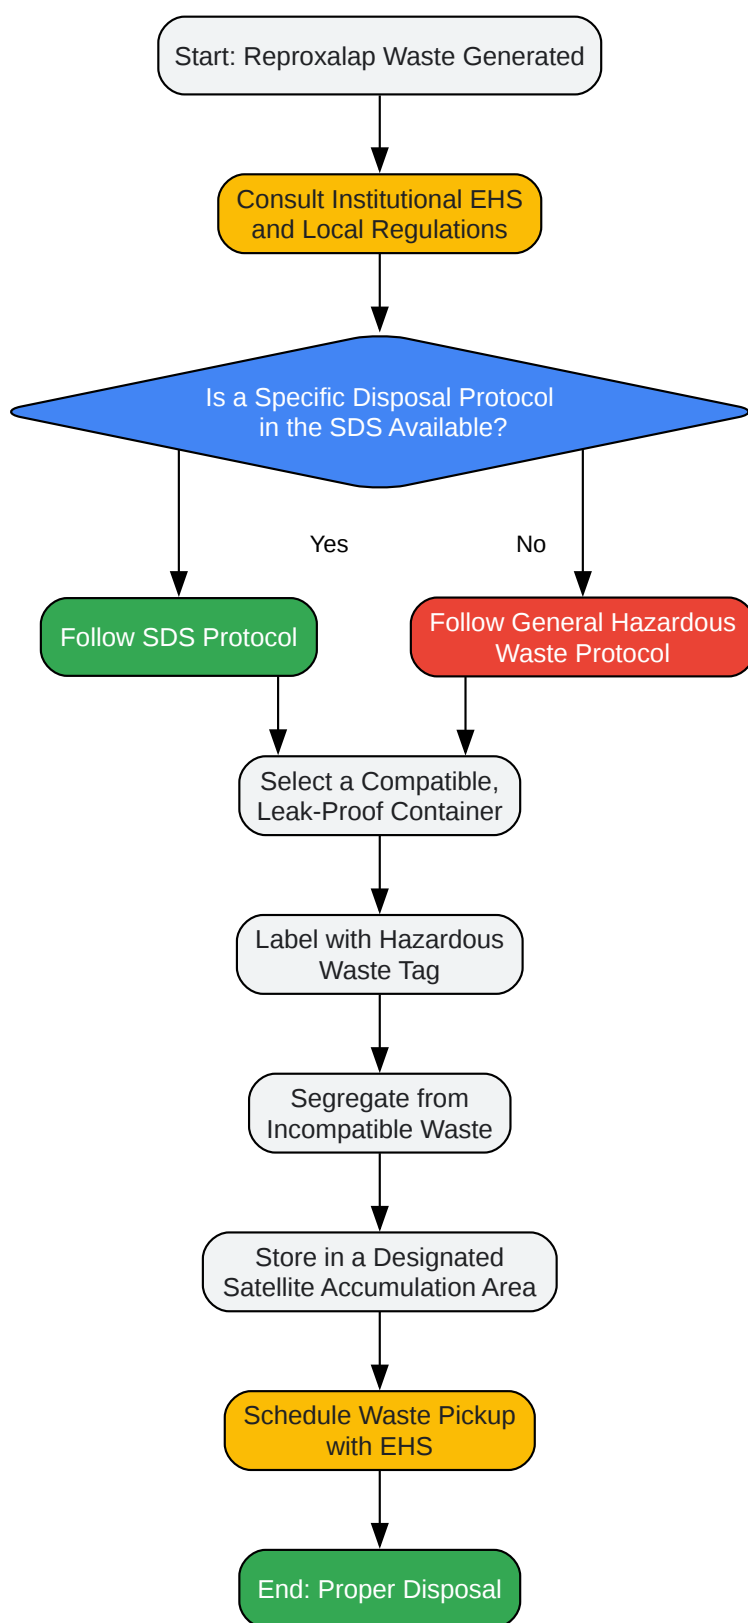 Start: Reproxalap Waste Generated
Consult Institutional EHS
and Local Regulations
Is a Specific Disposal Protocol
in the SDS Available?
Yes
No
Follow SDS Protocol
Follow General Hazardous
Waste Protocol
Select a Compatible,
Leak-Proof Container
Label with Hazardous
Waste Tag
Segregate from
Incompatible Waste
Store in a Designated
Satellite Accumulation Area
Schedule Waste Pickup
with EHS
End: Proper Disposal